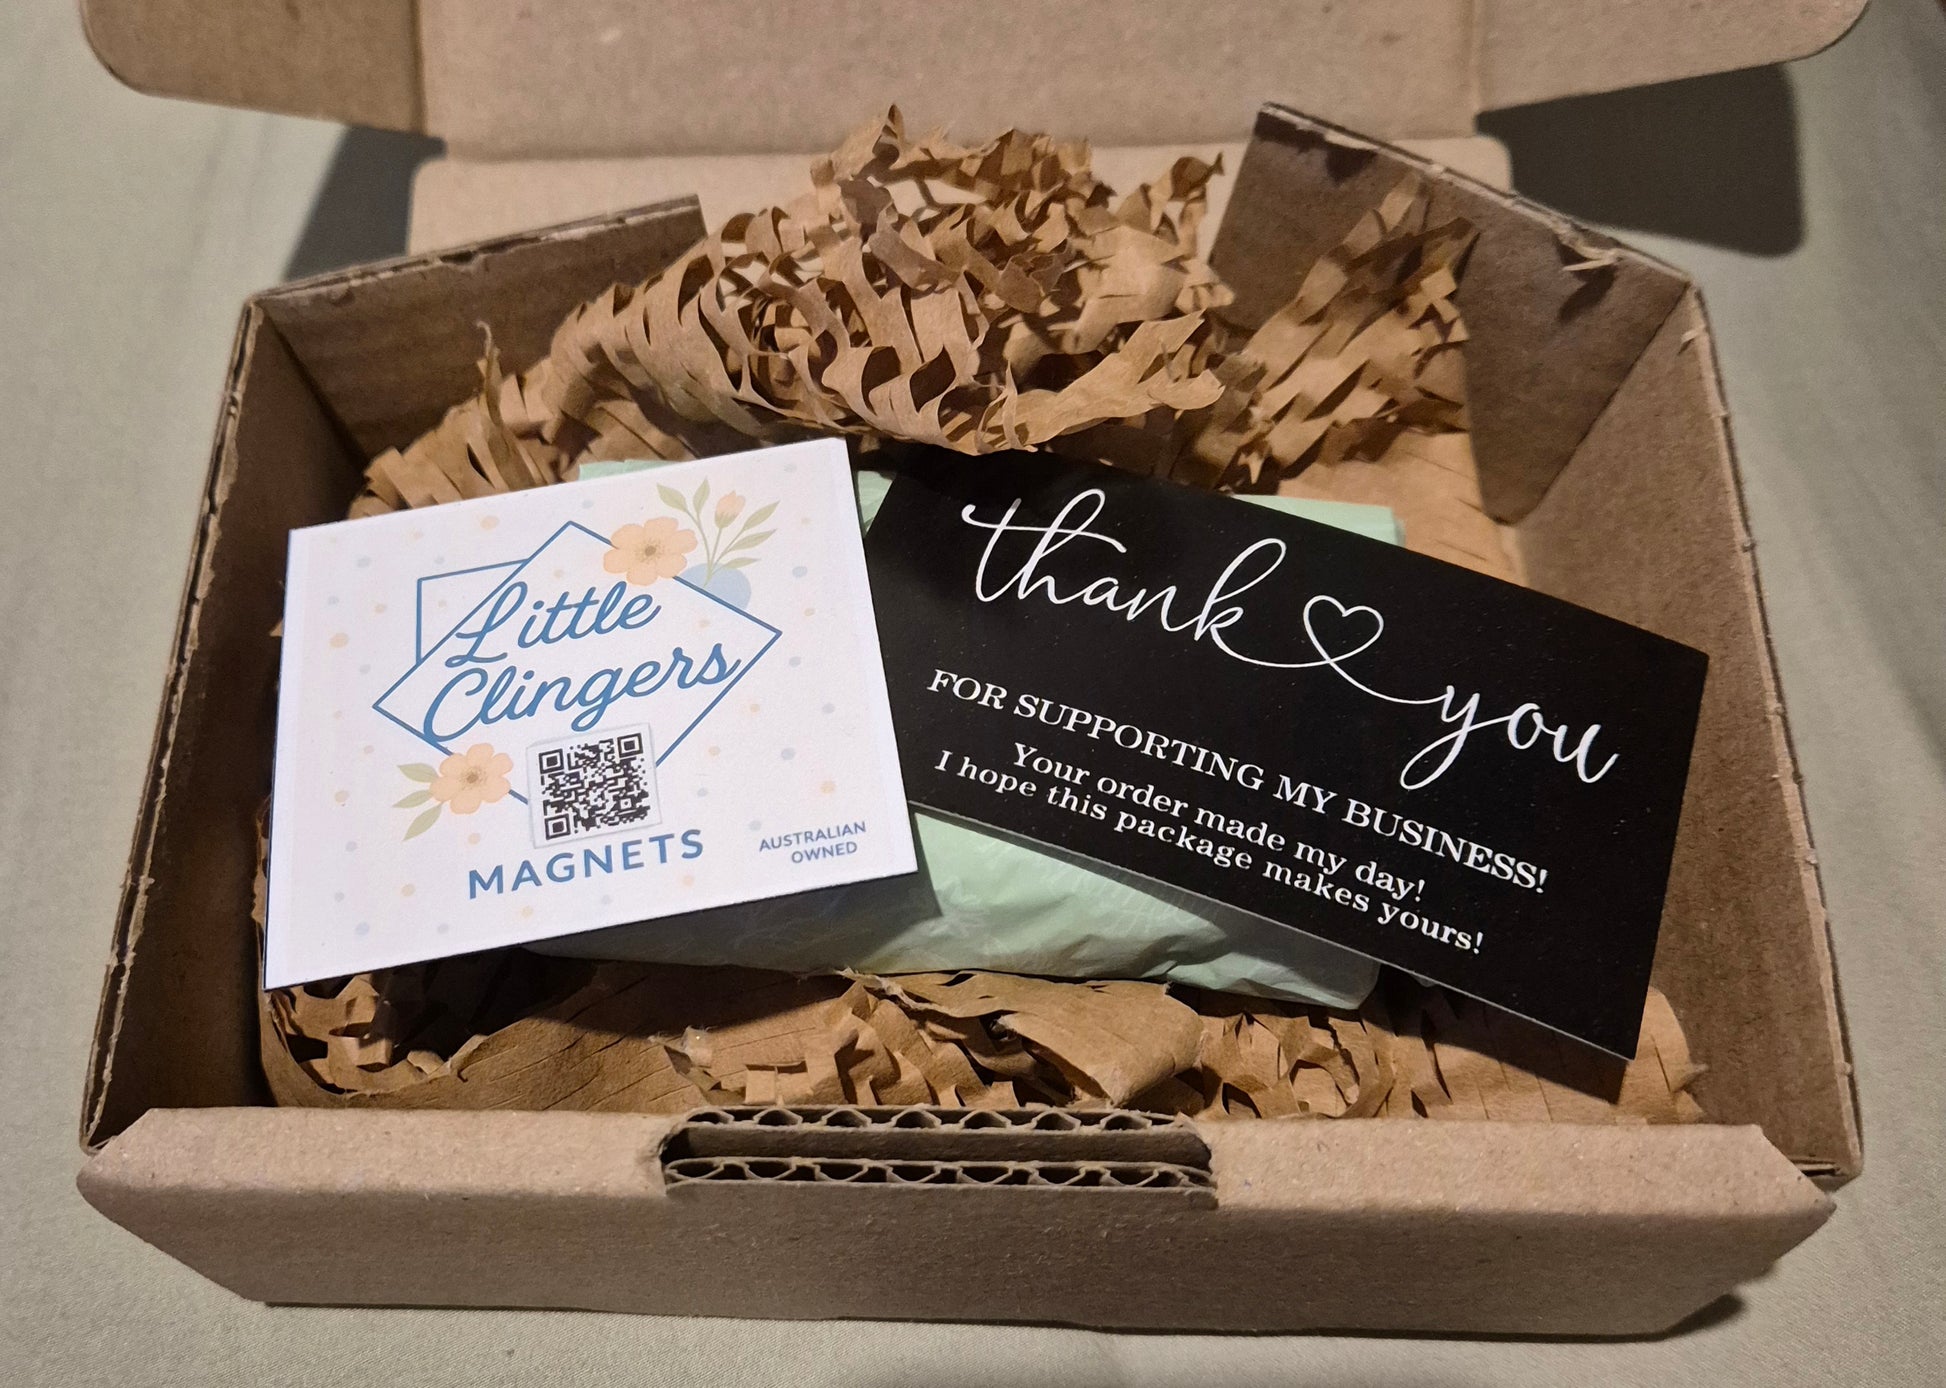 Little
Clingers
MAGNETS
AUSTRALIAN
OWNED
thank you
FOR SUPPORTING MY BUSINESS!
Your order made my day!
I hope this package makes yours!